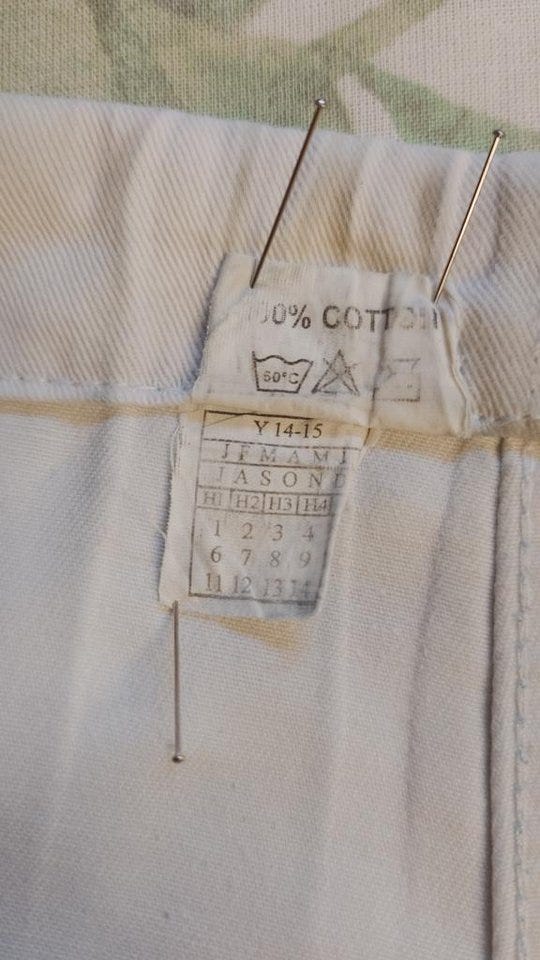 100% COTTON
60°C
Y 14-15
J F M A M J
J A S O N D
H1 H2 H3 H4
1 2 3 4
6 7 8 9
11 12 13 14